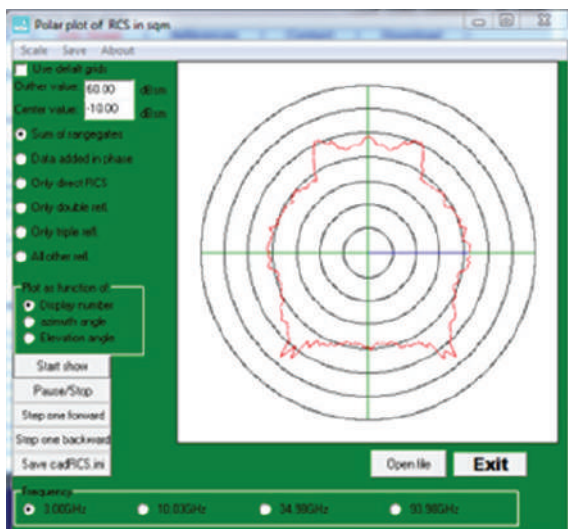 Polar plot of RCS in sqm
Scale Save About
Use defalt grids
Outher value: 60.00 dBsm
Center value: -10.00 dBsm
Sum of rangegates
Data added in phase
Only direct RCS
Only double refl.
Only triple refl.
All other refl.
Plot as function of:
Display number
azimuth angle
Elevation angle
Start show
Pause/Stop
Step one forward
Step one backward
Save cadRCS.ini
Open file
Exit
Frequency
3.00GHz 10.03GHz 34.98GHz 93.98GHz